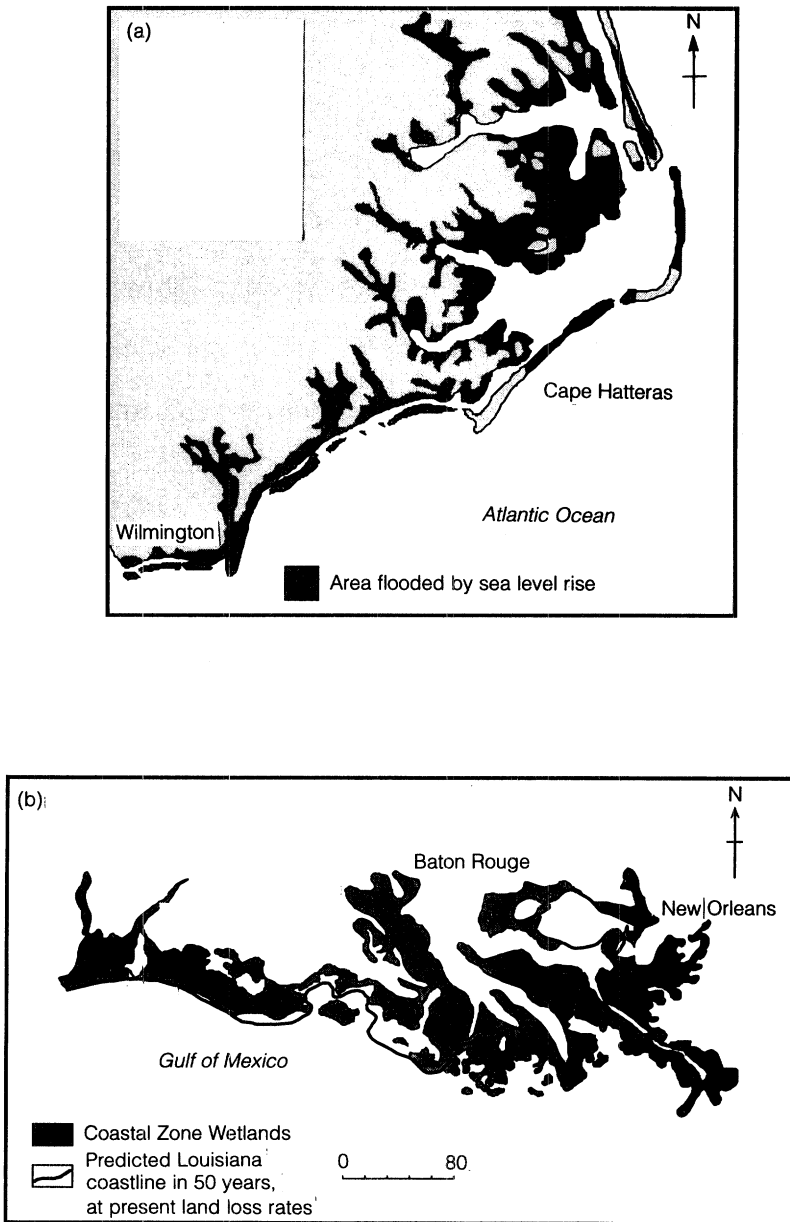 (a)
N
Cape Hatteras
Atlantic Ocean
Wilmington
Area flooded by sea level rise
(b)
N
Baton Rouge
New Orleans
Gulf of Mexico
Coastal Zone Wetlands
Predicted Louisiana
coastline in 50 years,
at present land loss rates
0 80